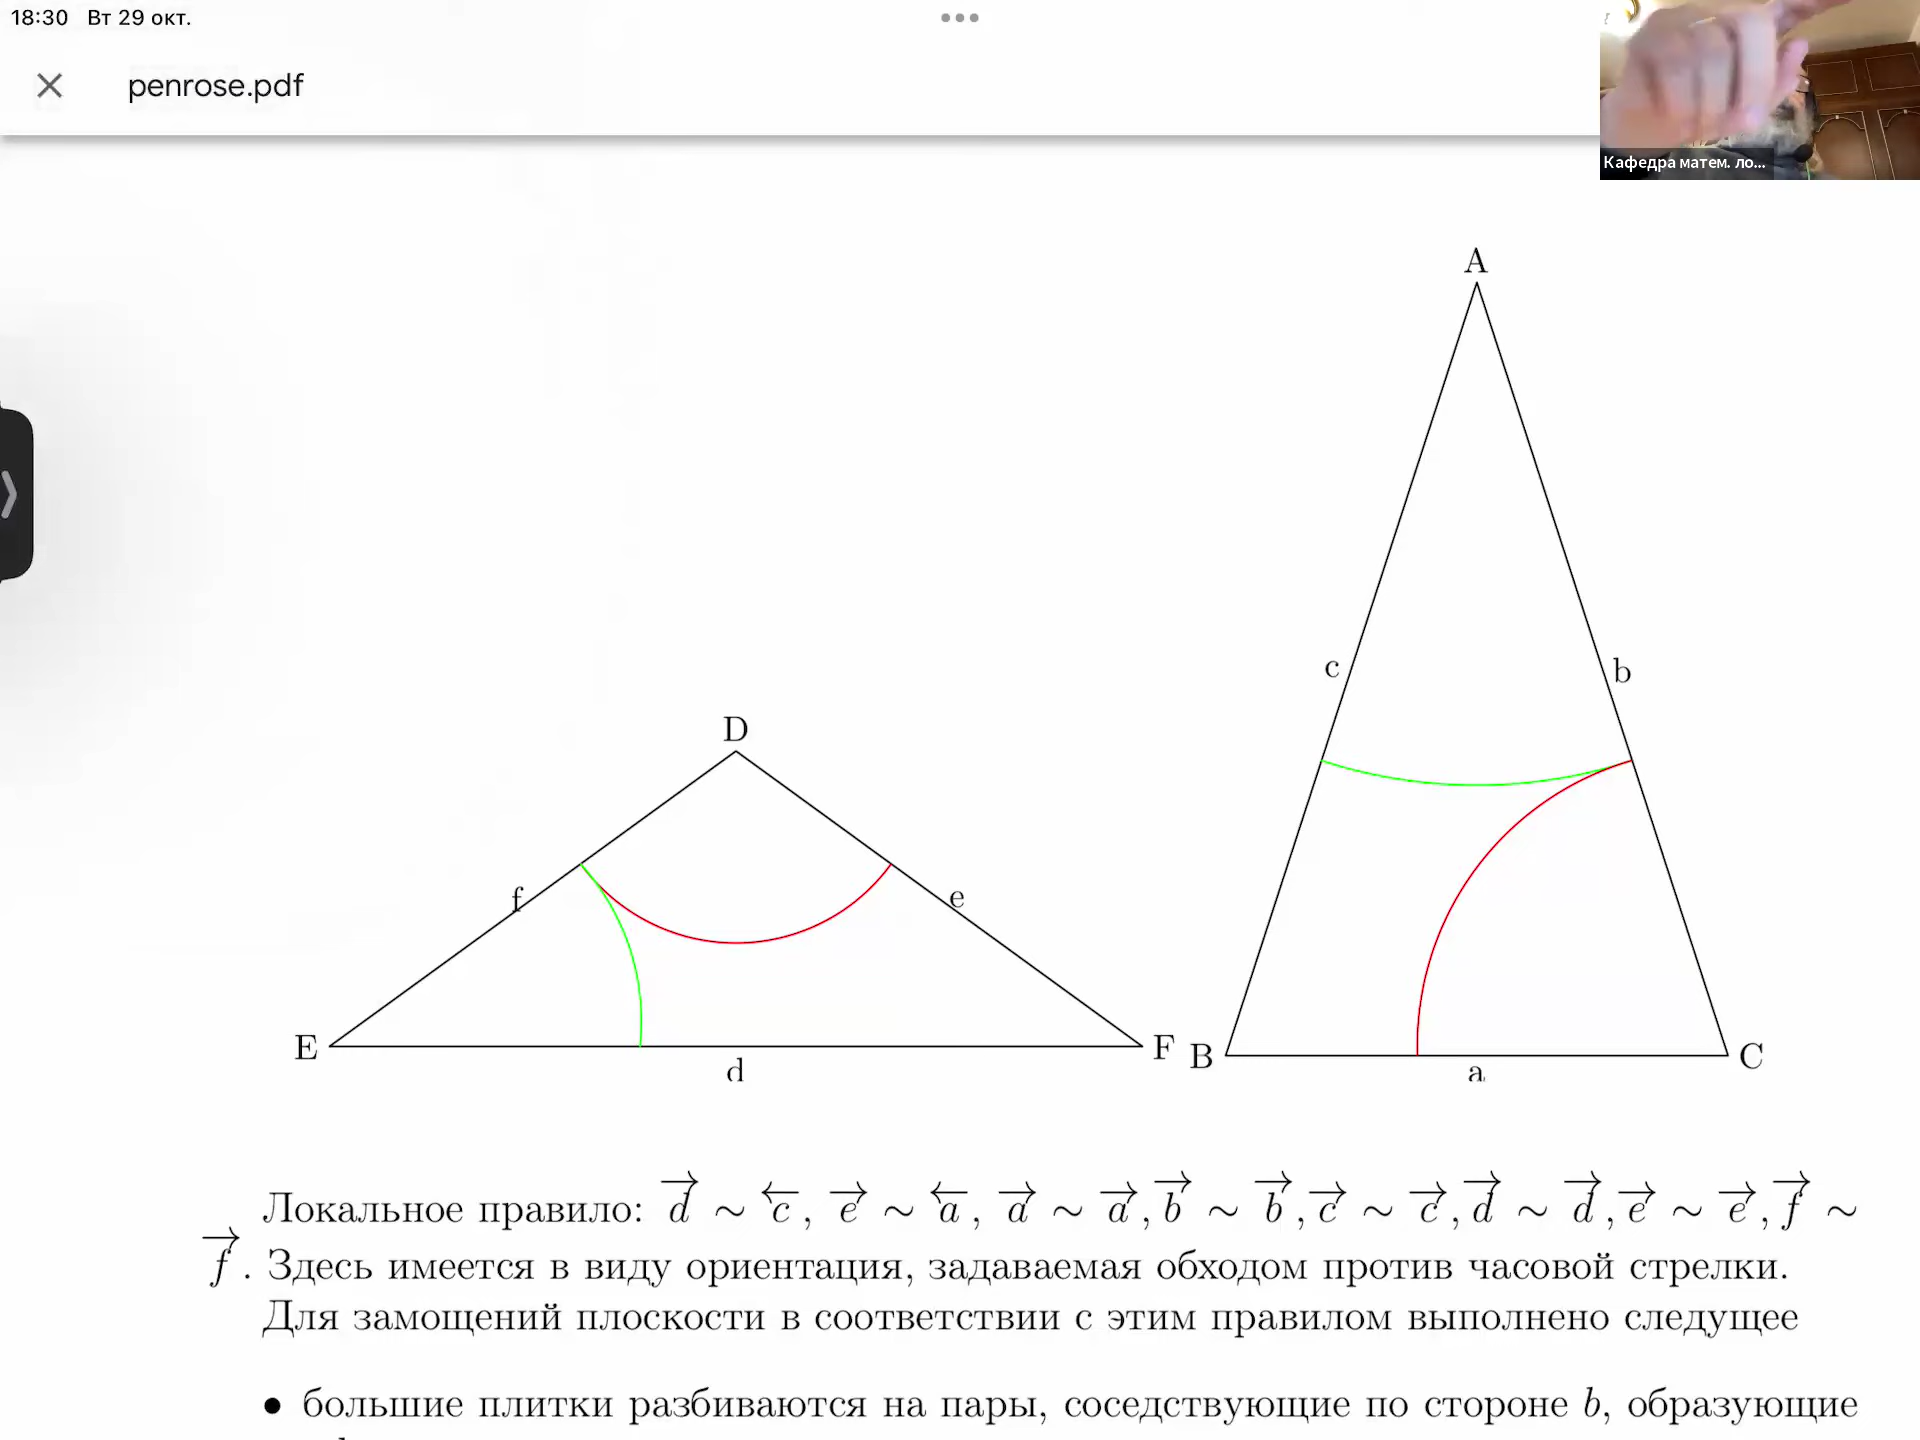 18:30 Вт 29 окт.
penrose.pdf
Кафедра матем. ло...
A
c
b
D
f
e
E
F
B
C
d
a
Локальное правило: →d ∼ ←c, →e ∼ ←a, →a ∼ →a, →b ∼ →b, →c ∼ →c, →d ∼ →d, →e ∼ →e, →f ∼
→f. Здесь имеется в виду ориентация, задаваемая обходом против часовой стрелки.
Для замощений плоскости в соответствии с этим правилом выполнено следущее
• большие плитки разбиваются на пары, соседствующие по стороне b, образующие